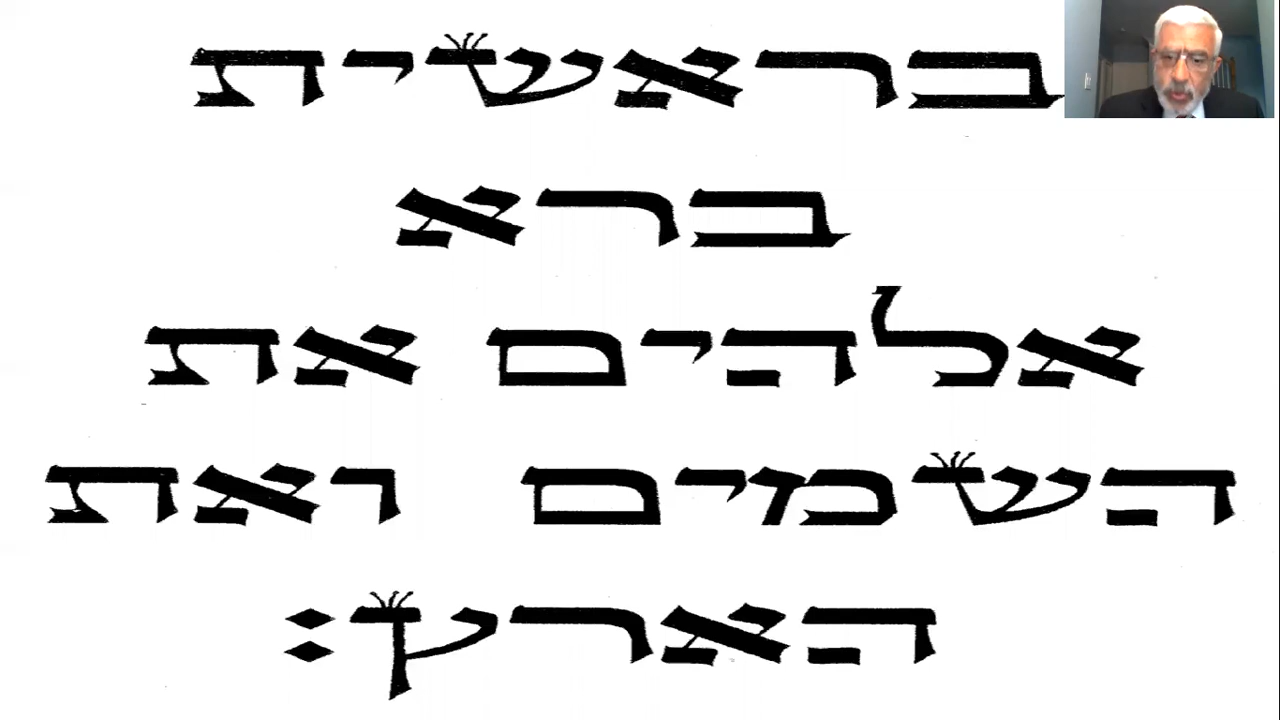 בראשית
ברא
אלהים את
השמים ואת
הארץ: